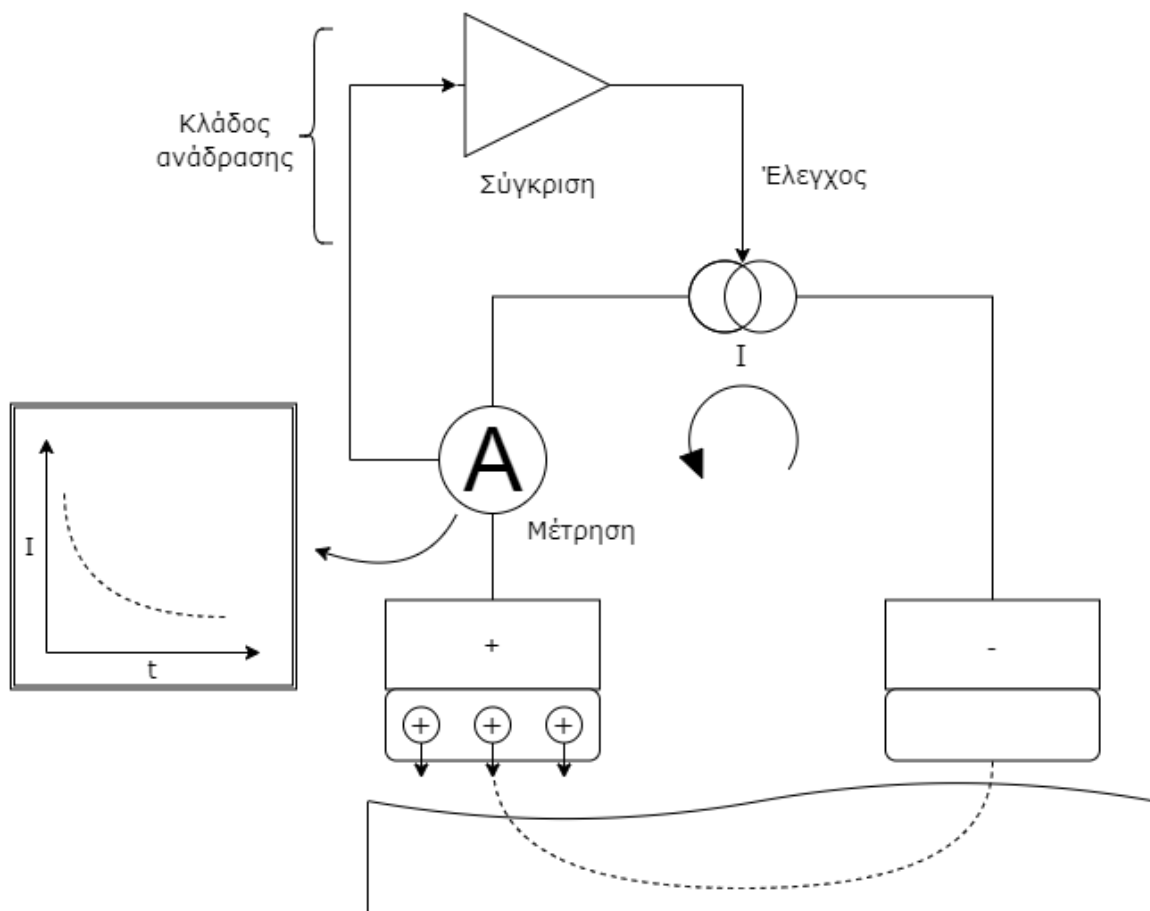 Κλάδος
ανάδρασης
Σύγκριση
Έλεγχος
I
A
Μέτρηση
I
t
+
-
+ + +